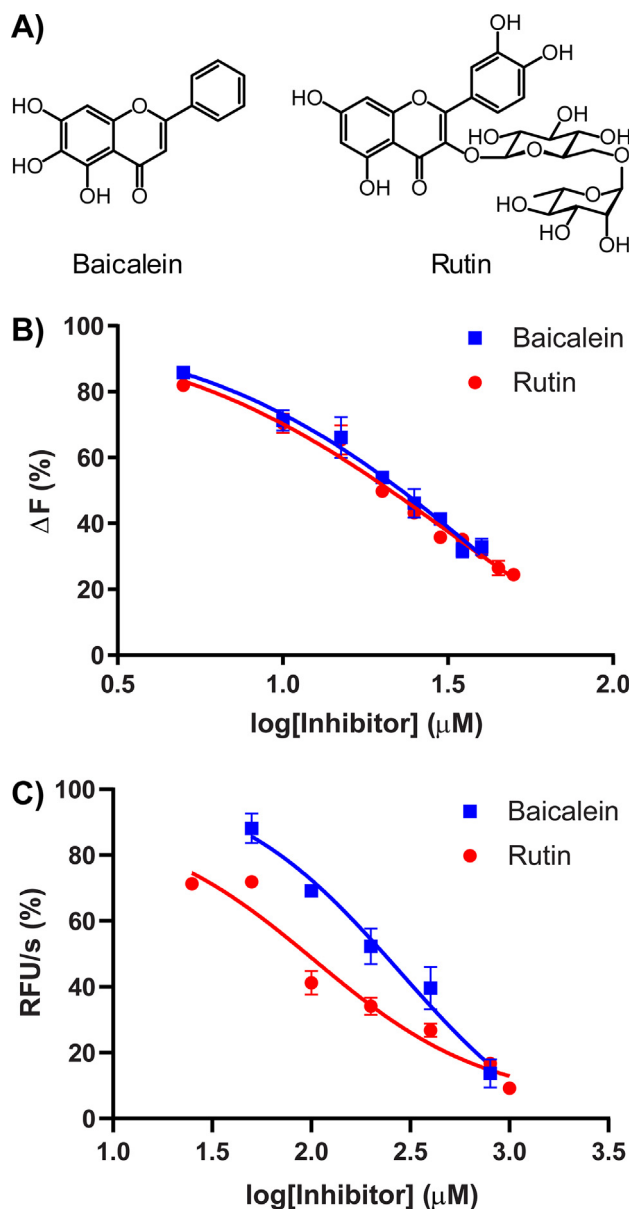 A)
OH
OH
HO
O
HO
O
HO
OH
O
OH
O
O
HO
HO
OH
O
O
HO
O
HO
OH
Baicalein
Rutin
B)
100
80
60
40
20
0
ΔF (%)
Baicalein
Rutin
0.5
1.0
1.5
2.0
log[Inhibitor] (μM)
C)
100
80
60
40
20
0
RFU/s (%)
Baicalein
Rutin
1.0
1.5
2.0
2.5
3.0
3.5
log[Inhibitor] (μM)